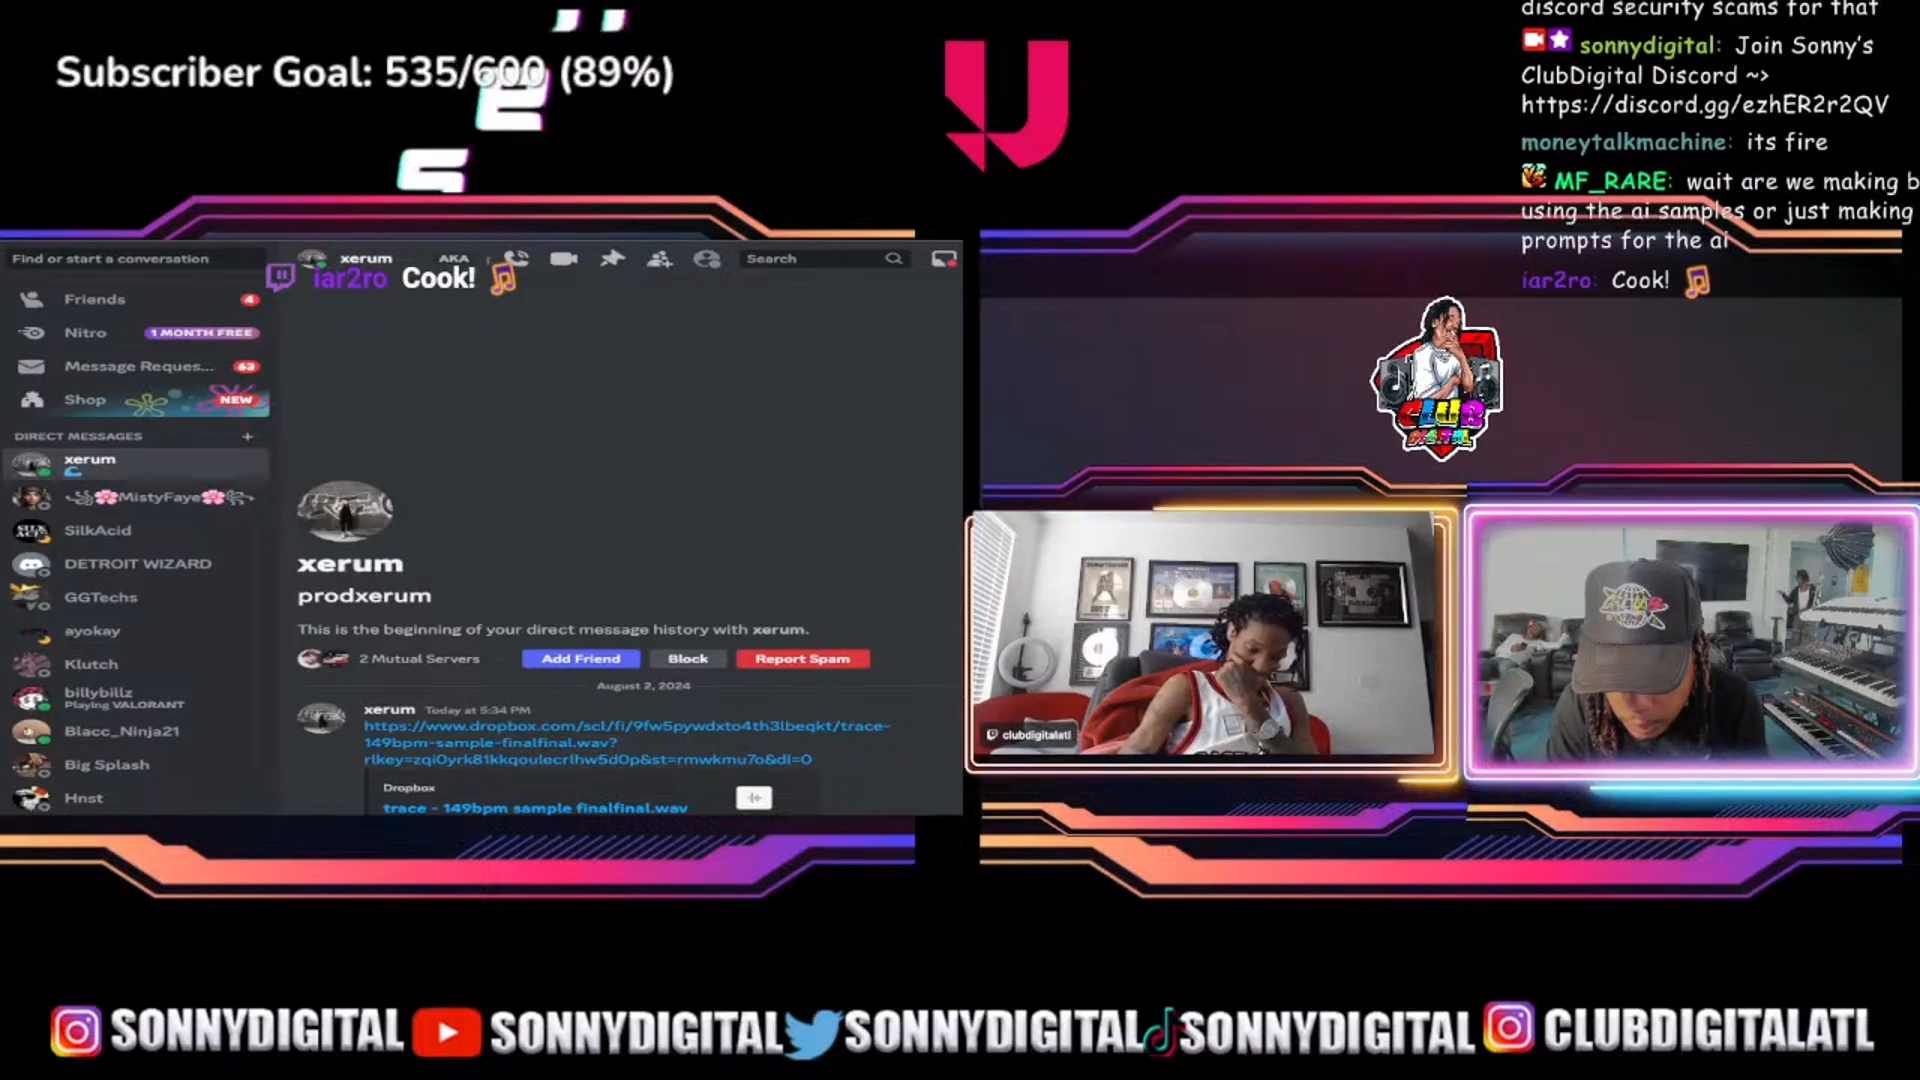 discord security scams for that
Subscriber Goal: 535/600 (89%)
sonnydigital: Join Sonny's
ClubDigital Discord ~>
https://discord.gg/ezhER2r2QV
moneytalkmachine: its fire
MF_RARE: wait are we making b
using the ai samples or just making
prompts for the ai
iar2ro: Cook!
Find or start a conversation
xerum
AKA
Search
iar2ro Cook!
Friends
4
Nitro
1 MONTH FREE
Message Reques...
63
Shop
NEW
DIRECT MESSAGES +
xerum
MistyFaye
SilkAcid
DETROIT WIZARD
GGTechs
ayokay
Klutch
billybillz
Playing VALORANT
Blacc_Ninja21
Big Splash
Hnst
xerum
prodxerum
This is the beginning of your direct message history with xerum.
2 Mutual Servers
Add Friend
Block
Report Spam
August 2, 2024
xerum Today at 5:34 PM
https://www.dropbox.com/scl/fi/9fw5pywdxto4th3lbeqkt/trace-
149bpm-sample-finalfinal.wav?
rlkey=zqi0yrk81kkqoulecrlhw5d0p&st=rmwkmu7o&dl=0
Dropbox
trace - 149bpm sample finalfinal.wav
CLUB
DIGITAL
clubdigitalatl
SONNYDIGITAL
SONNYDIGITAL
SONNYDIGITAL
SONNYDIGITAL
CLUBDIGITALATL